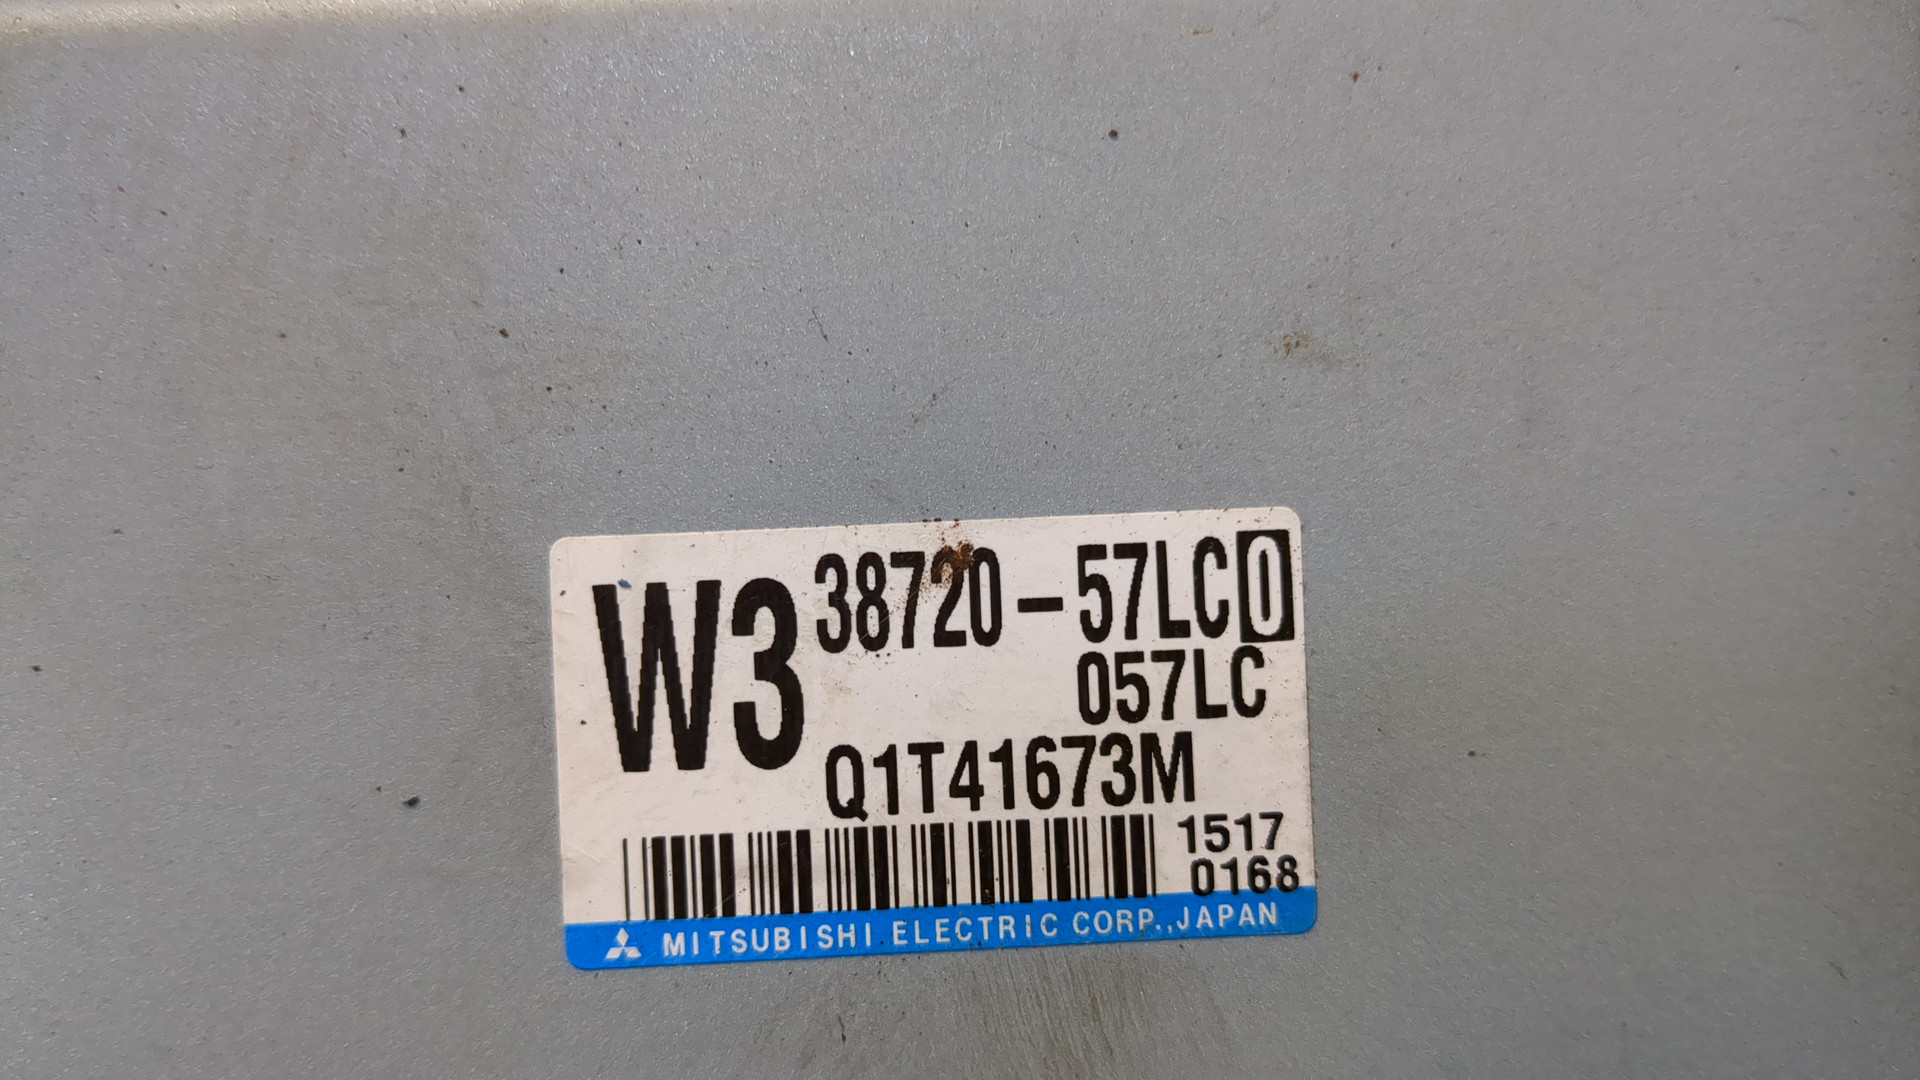 W3
38720-57LC0
057LC
Q1T41673M
1517
0168
MITSUBISHI ELECTRIC CORP.,JAPAN